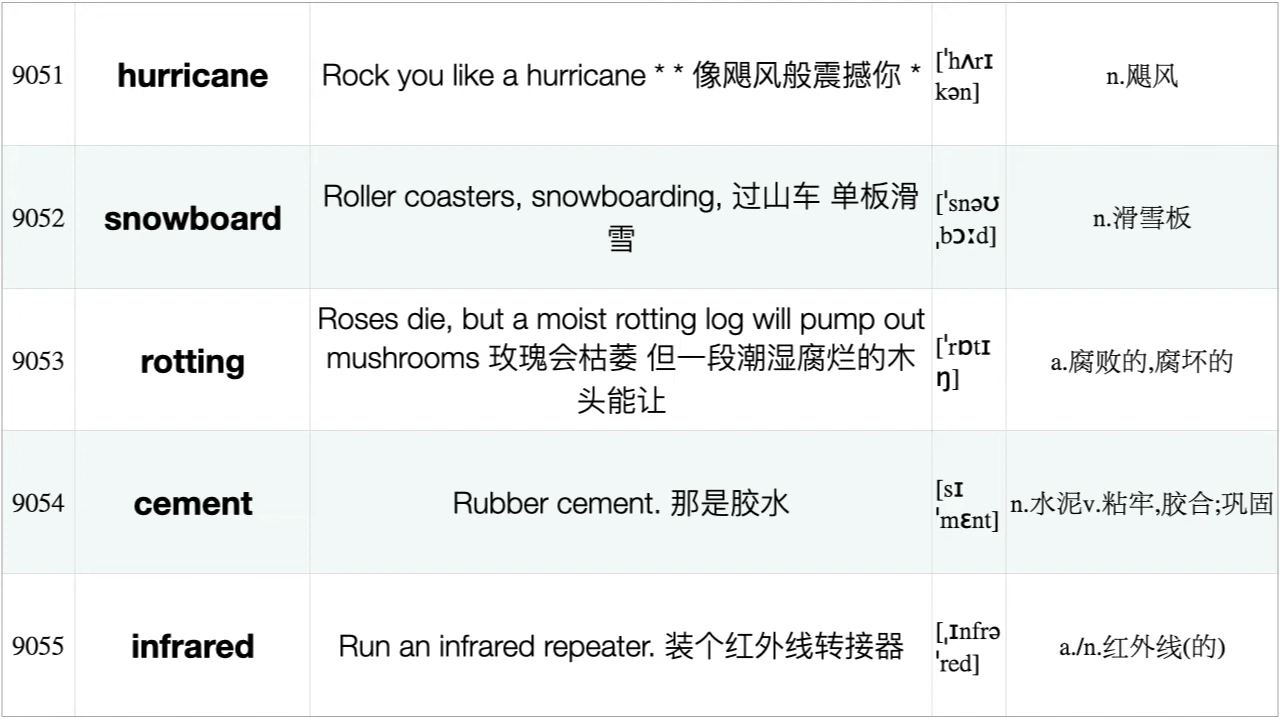 9051 hurricane Rock you like a hurricane * * 像飓风般震撼你 * [ˈhʌrɪ
kən] n.飓风
9052 snowboard Roller coasters, snowboarding, 过山车 单板滑
雪 [ˈsnəʊ
ˌbɔːd] n.滑雪板
9053 rotting Roses die, but a moist rotting log will pump out
mushrooms 玫瑰会枯萎 但一段潮湿腐烂的木
头能让 [ˈrɒtɪ
ŋ] a.腐败的,腐坏的
9054 cement Rubber cement. 那是胶水 [sɪ
ˈmɛnt] n.水泥v.粘牢,胶合;巩固
9055 infrared Run an infrared repeater. 装个红外线转接器 [ˌɪnfrə
ˈred] a./n.红外线(的)